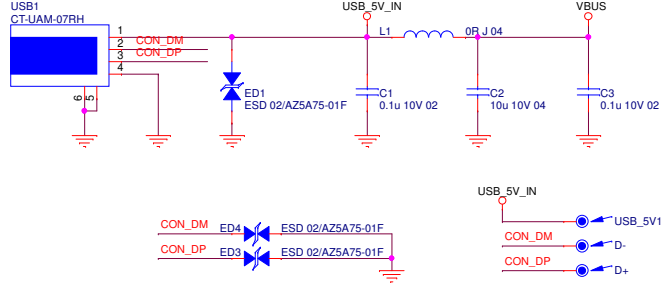 USB1
CT-UAM-07RH
1
2
3
4
6
5
CON_DM
CON_DP
USB_5V_IN
VBUS
L1
0R J 04
ED1
ESD 02/AZ5A75-01F
C1
0.1u 10V 02
C2
10u 10V 04
C3
0.1u 10V 02
CON_DM
ED4
ESD 02/AZ5A75-01F
CON_DP
ED3
ESD 02/AZ5A75-01F
USB_5V_IN
USB_5V1
CON_DM
D-
CON_DP
D+